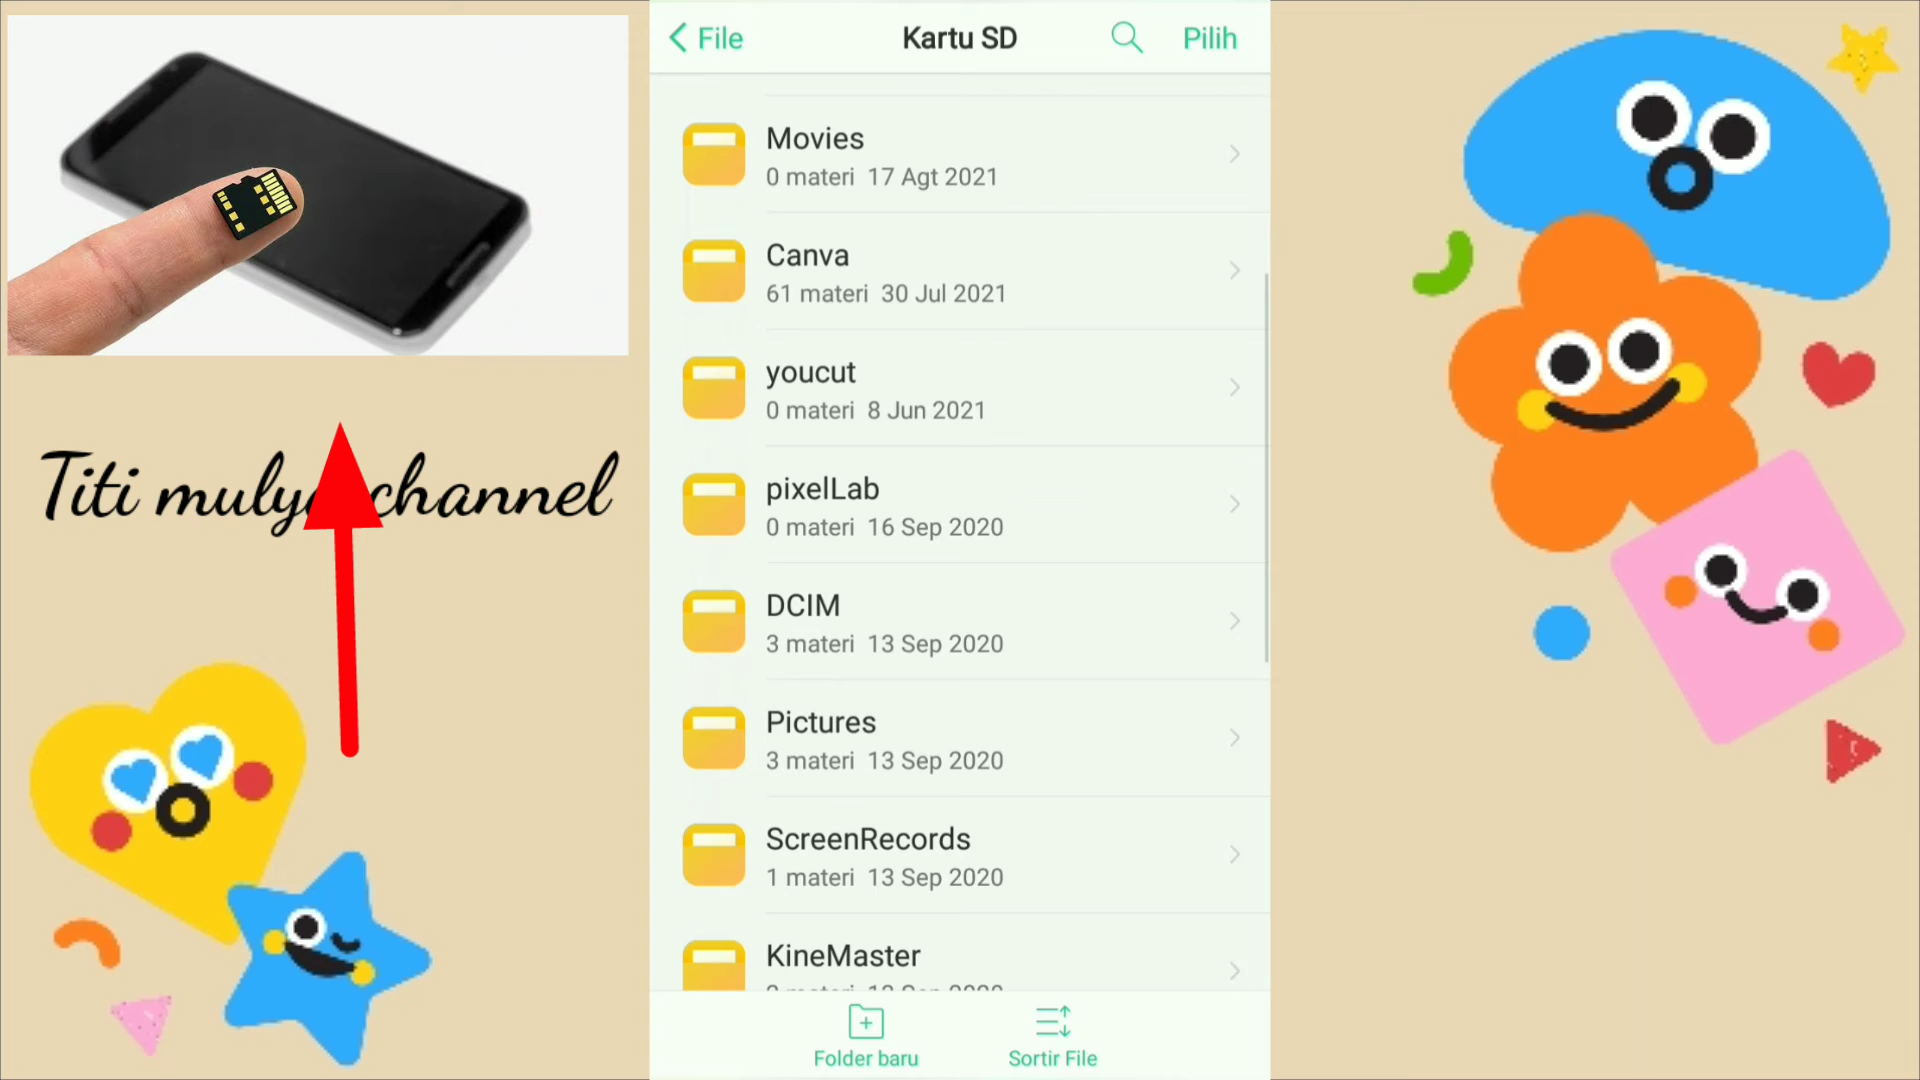 File
Kartu SD
Pilih
Movies
0 materi 17 Agt 2021
Canva
61 materi 30 Jul 2021
youcut
0 materi 8 Jun 2021
pixelLab
0 materi 16 Sep 2020
DCIM
3 materi 13 Sep 2020
Pictures
3 materi 13 Sep 2020
ScreenRecords
1 materi 13 Sep 2020
KineMaster
Folder baru
Sortir File
Titi mulya channel